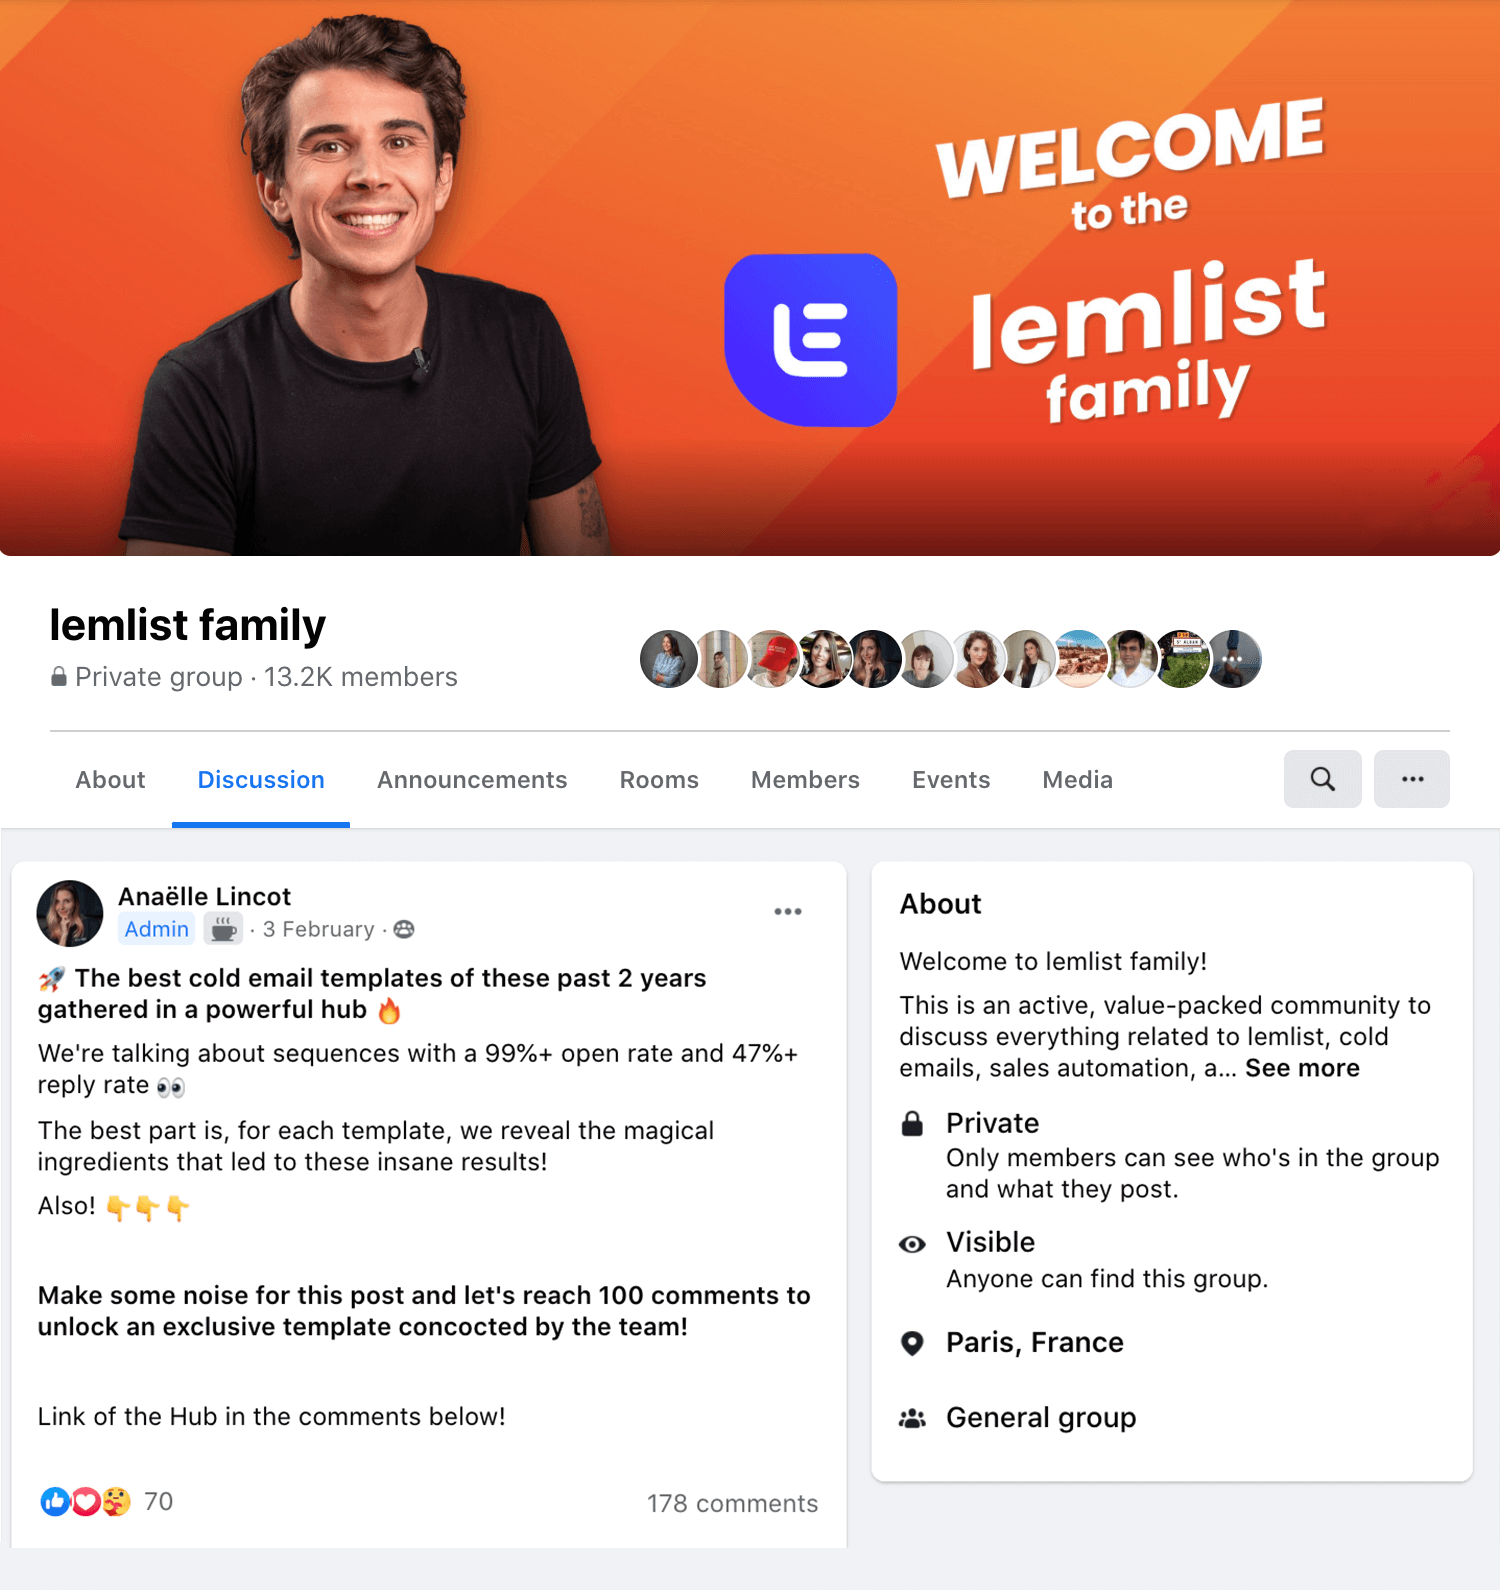 WELCOME
to the
lemlist
family
LE
lemlist family
Private group · 13.2K members
About Discussion Announcements Rooms Members Events Media
Anaëlle Lincot
Admin · 3 February ·
🚀 The best cold email templates of these past 2 years
gathered in a powerful hub 🔥
We're talking about sequences with a 99%+ open rate and 47%+
reply rate 👀
The best part is, for each template, we reveal the magical
ingredients that led to these insane results!
Also! 👇👇👇
Make some noise for this post and let's reach 100 comments to
unlock an exclusive template concocted by the team!
Link of the Hub in the comments below!
70
178 comments
About
Welcome to lemlist family!
This is an active, value-packed community to
discuss everything related to lemlist, cold
emails, sales automation, a... See more
Private
Only members can see who's in the group
and what they post.
Visible
Anyone can find this group.
Paris, France
General group